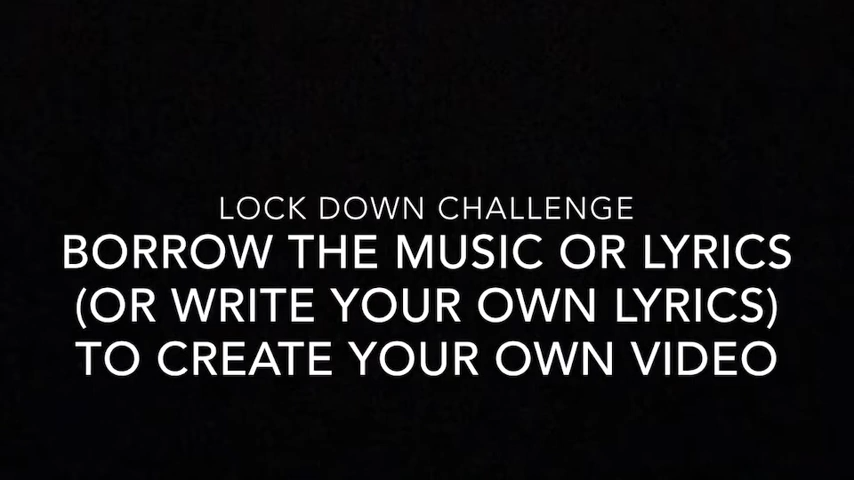 LOCK DOWN CHALLENGE
BORROW THE MUSIC OR LYRICS
(OR WRITE YOUR OWN LYRICS)
TO CREATE YOUR OWN VIDEO